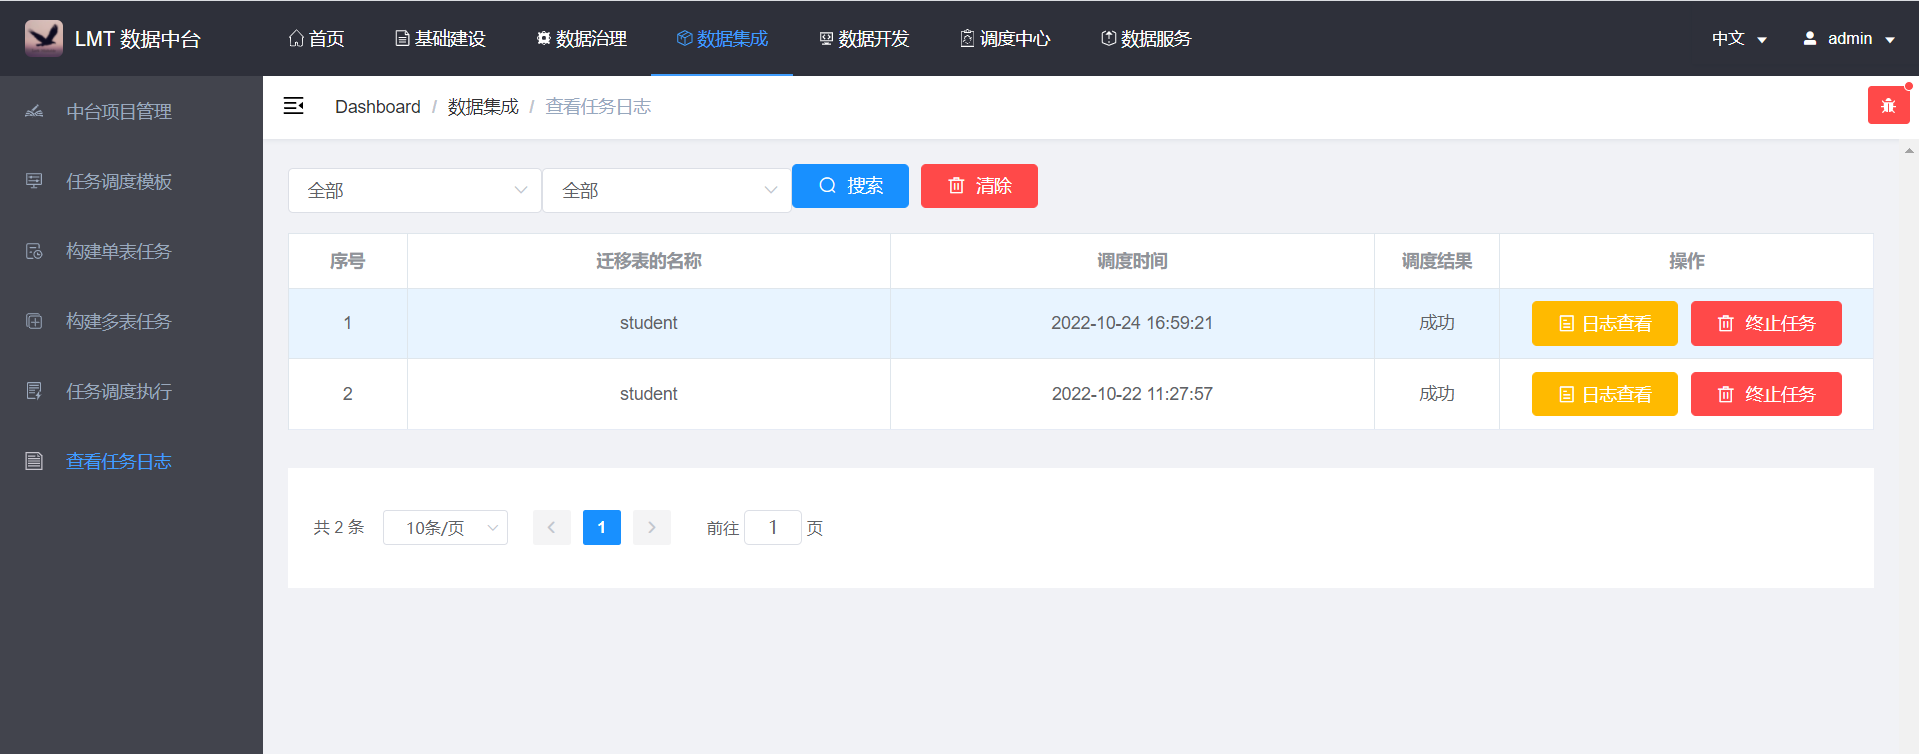 LMT 数据中台
首页
基础建设
数据治理
数据集成
数据开发
调度中心
数据服务
中文
admin
中台项目管理
任务调度模板
构建单表任务
构建多表任务
任务调度执行
查看任务日志
Dashboard / 数据集成 / 查看任务日志
全部
全部
搜索
清除
序号 迁移表的名称 调度时间 调度结果 操作
1 student 2022-10-24 16:59:21 成功 日志查看 终止任务
2 student 2022-10-22 11:27:57 成功 日志查看 终止任务
共 2 条 10条/页 1 前往 1 页